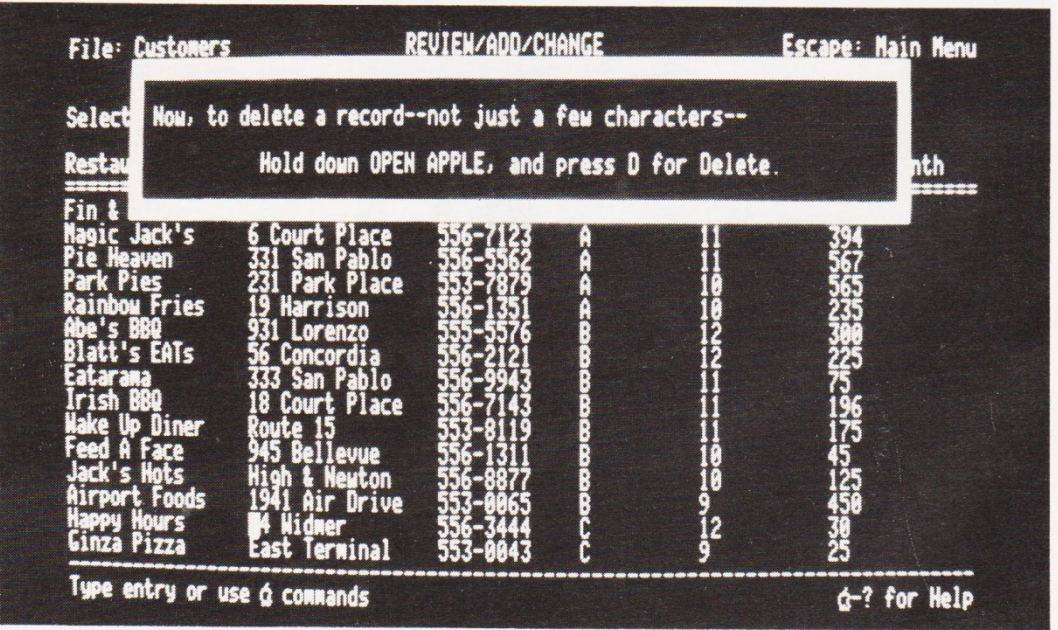 File: Customers REVIEW/ADD/CHANGE Escape: Main Menu
Select
Now, to delete a record--not just a few characters--
Hold down OPEN APPLE, and press D for Delete.
Restau nth
Fin &
Magic Jack's 6 Court Place 556-7123 A 11 394
Pie Heaven 331 San Pablo 556-5562 A 11 567
Park Pies 231 Park Place 553-7879 A 10 565
Rainbow Fries 19 Harrison 556-1351 A 10 235
Abe's BBQ 931 Lorenzo 555-5576 B 12 300
Blatt's EATs 56 Concordia 556-2121 B 12 225
Eatarama 333 San Pablo 556-9943 B 11 75
Irish BBQ 18 Court Place 556-7143 B 11 196
Wake Up Diner Route 15 553-8119 B 11 175
Feed A Face 945 Bellevue 556-1311 B 10 45
Jack's Hots High & Newton 556-8877 B 10 125
Airport Foods 1941 Air Drive 553-0065 B 9 450
Happy Hours 4 Widmer 556-3444 C 12 30
Ginza Pizza East Terminal 553-0043 C 9 25
Type entry or use commands -? for Help